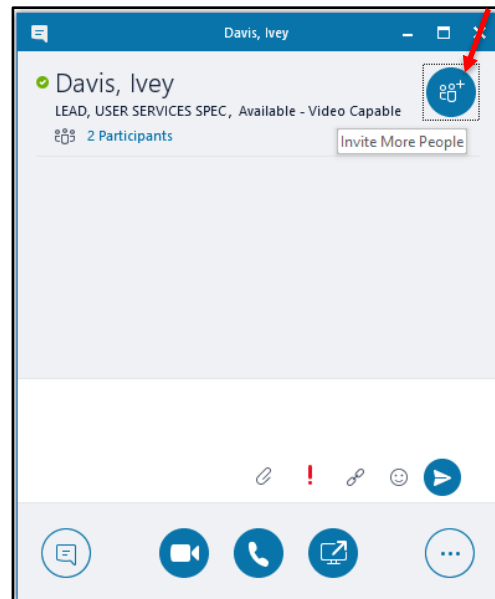 Davis, Ivey
Davis, Ivey
LEAD, USER SERVICES SPEC, Available - Video Capable
2 Participants
Invite More People